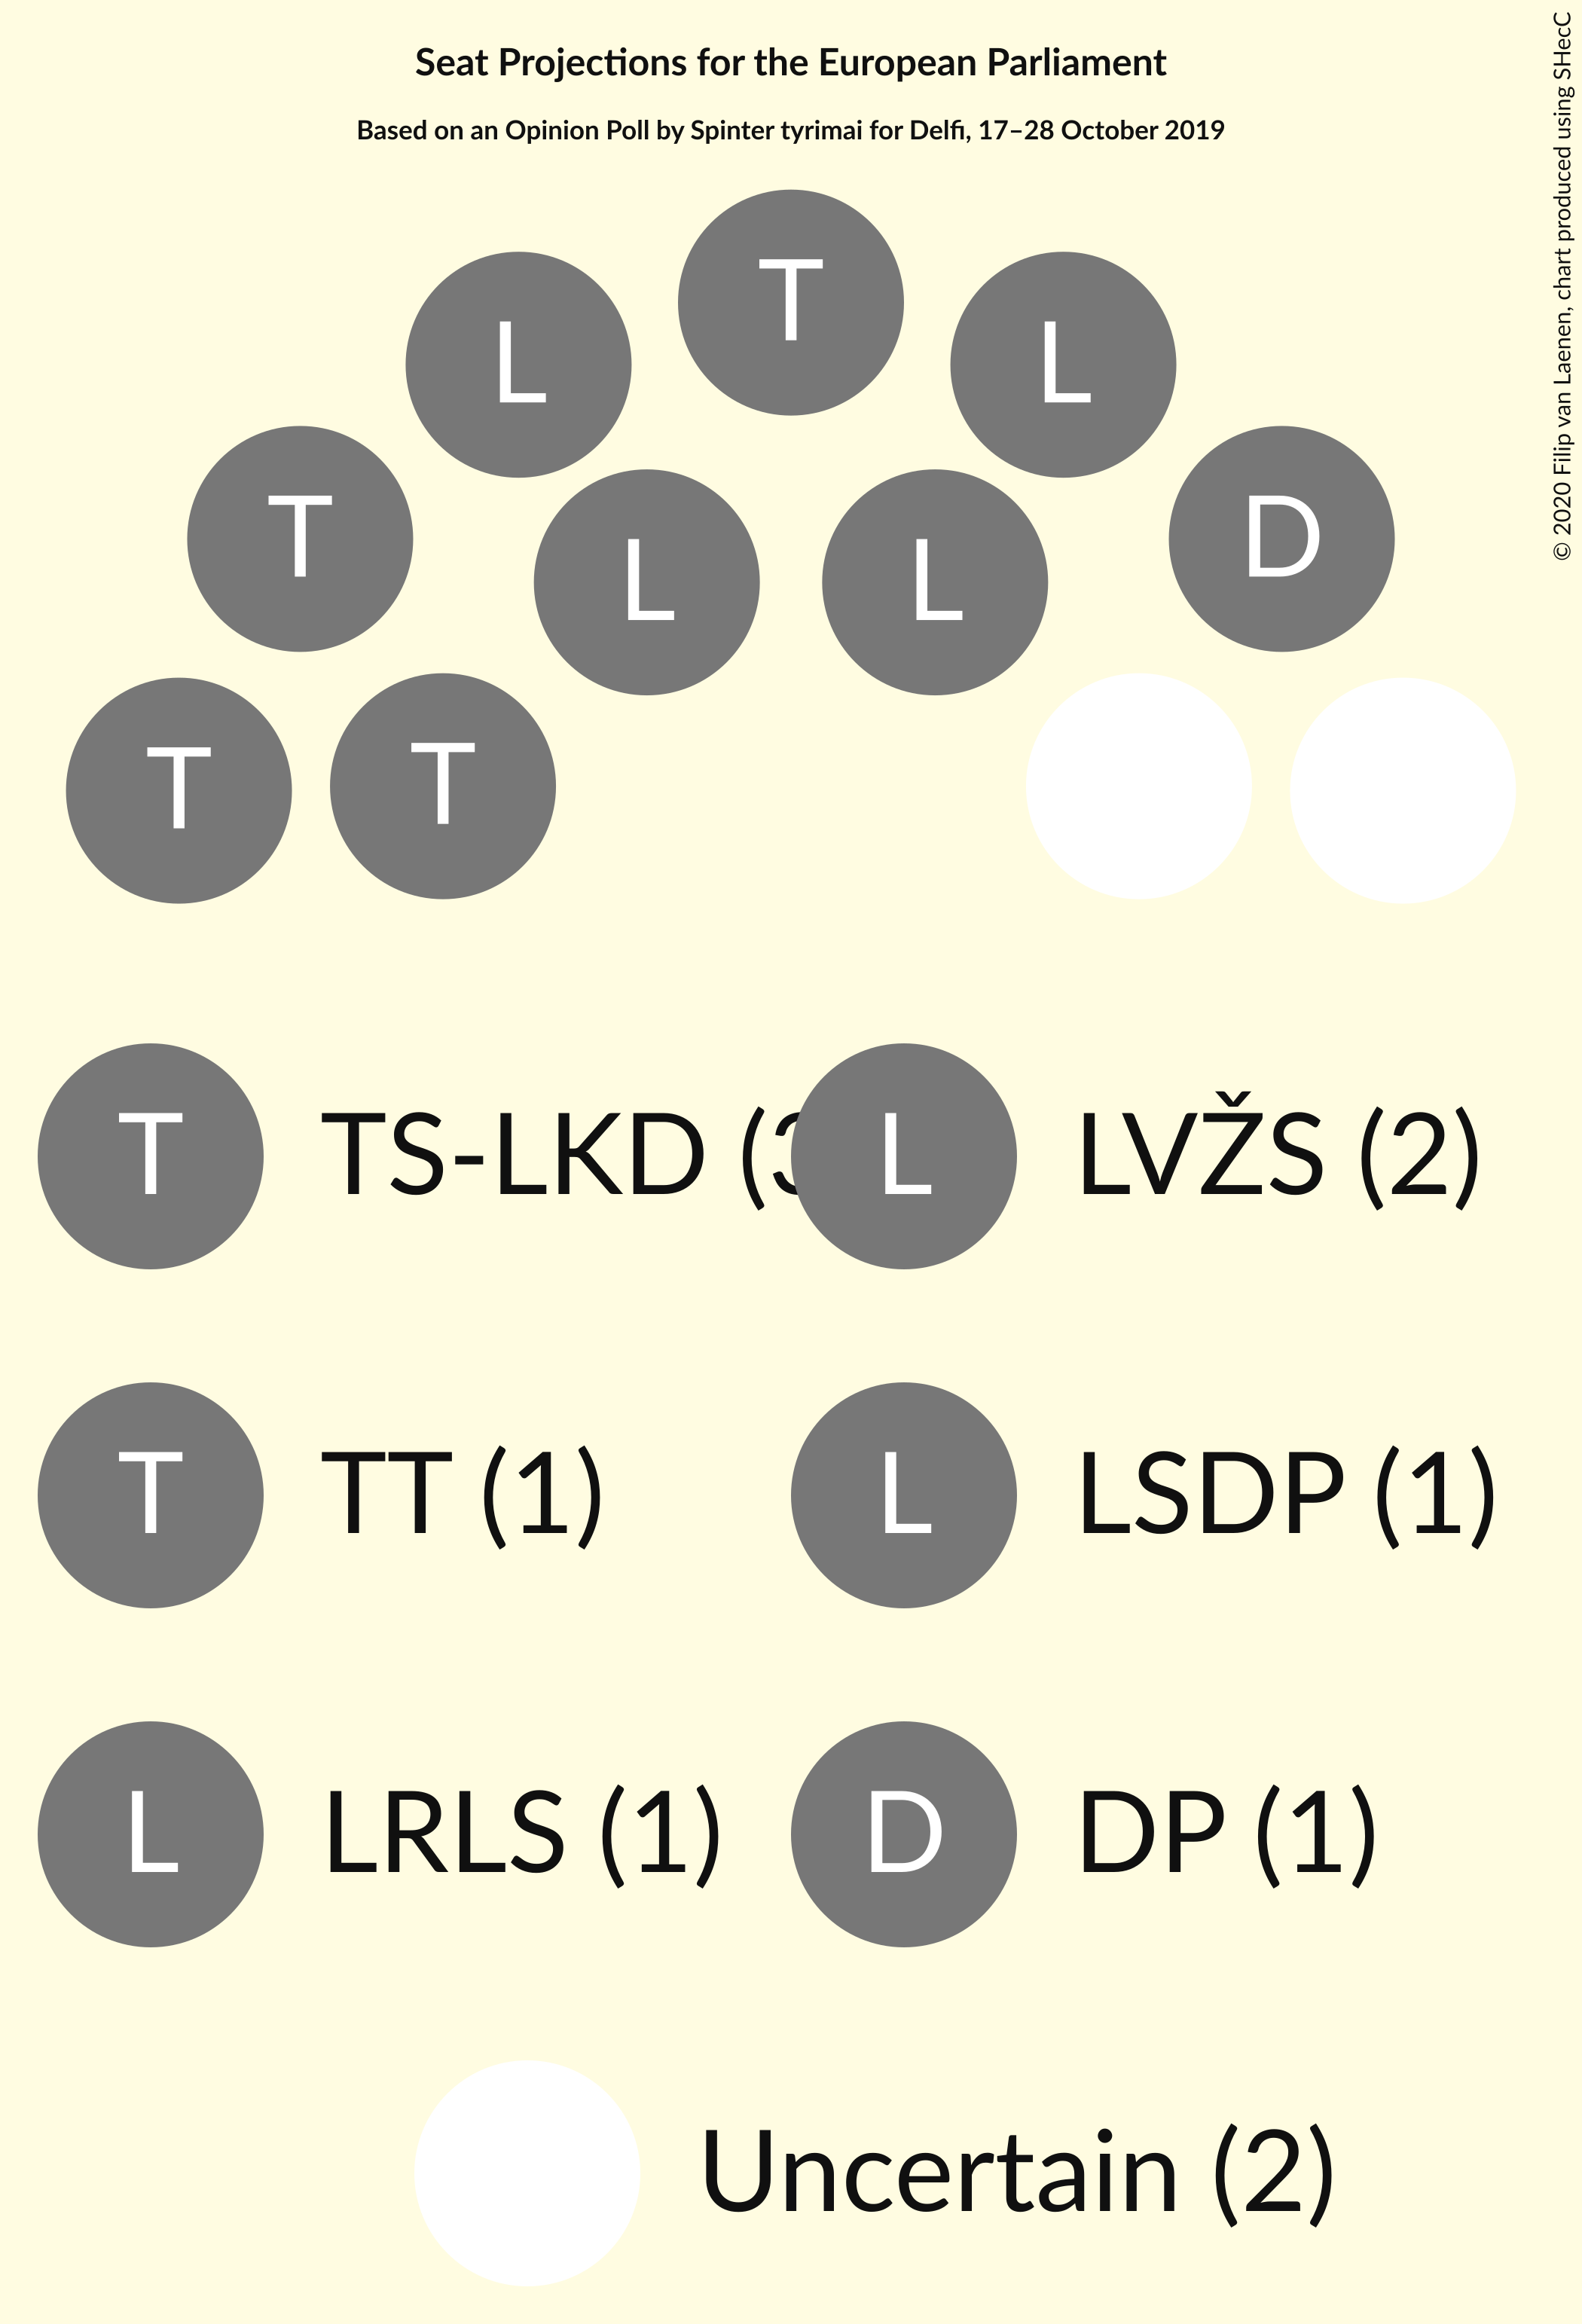 Seat Projections for the European Parliament
Based on an Opinion Poll by Spinter tyrimai for Delfi, 17–28 October 2019
© 2020 Filip van Laenen, chart produced using SHecC
T
L
L
T
D
L
L
T
T
T TS-LKD (3 L LVŽS (2)
T TT (1) L LSDP (1)
L LRLS (1) D DP (1)
Uncertain (2)